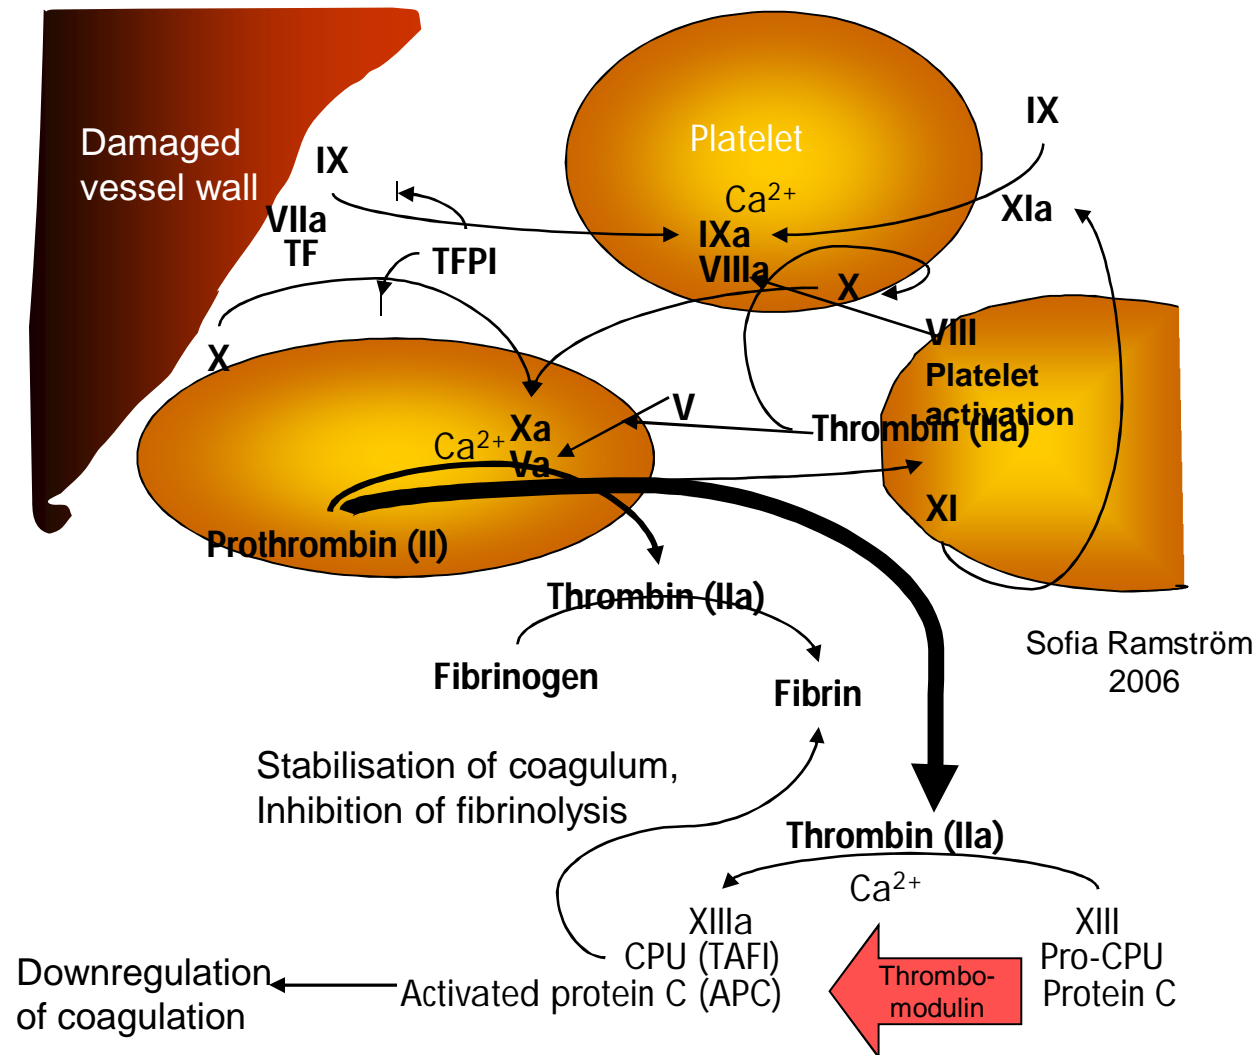 Damaged
vessel wall
IX
VIIa
TF
TFPI
X
Platelet
Ca²⁺
IXa
VIIIa
X
IX
XIa
VIII
Platelet
activation
Thrombin (IIa)
XI
V
Ca²⁺
Xa
Va
Prothrombin (II)
Thrombin (IIa)
Fibrinogen
Fibrin
Sofia Ramström
2006
Stabilisation of coagulum,
Inhibition of fibrinolysis
Thrombin (IIa)
Ca²⁺
XIIIa
CPU (TAFI)
Activated protein C (APC)
XIII
Pro-CPU
Protein C
Thrombo-
modulin
Downregulation
of coagulation